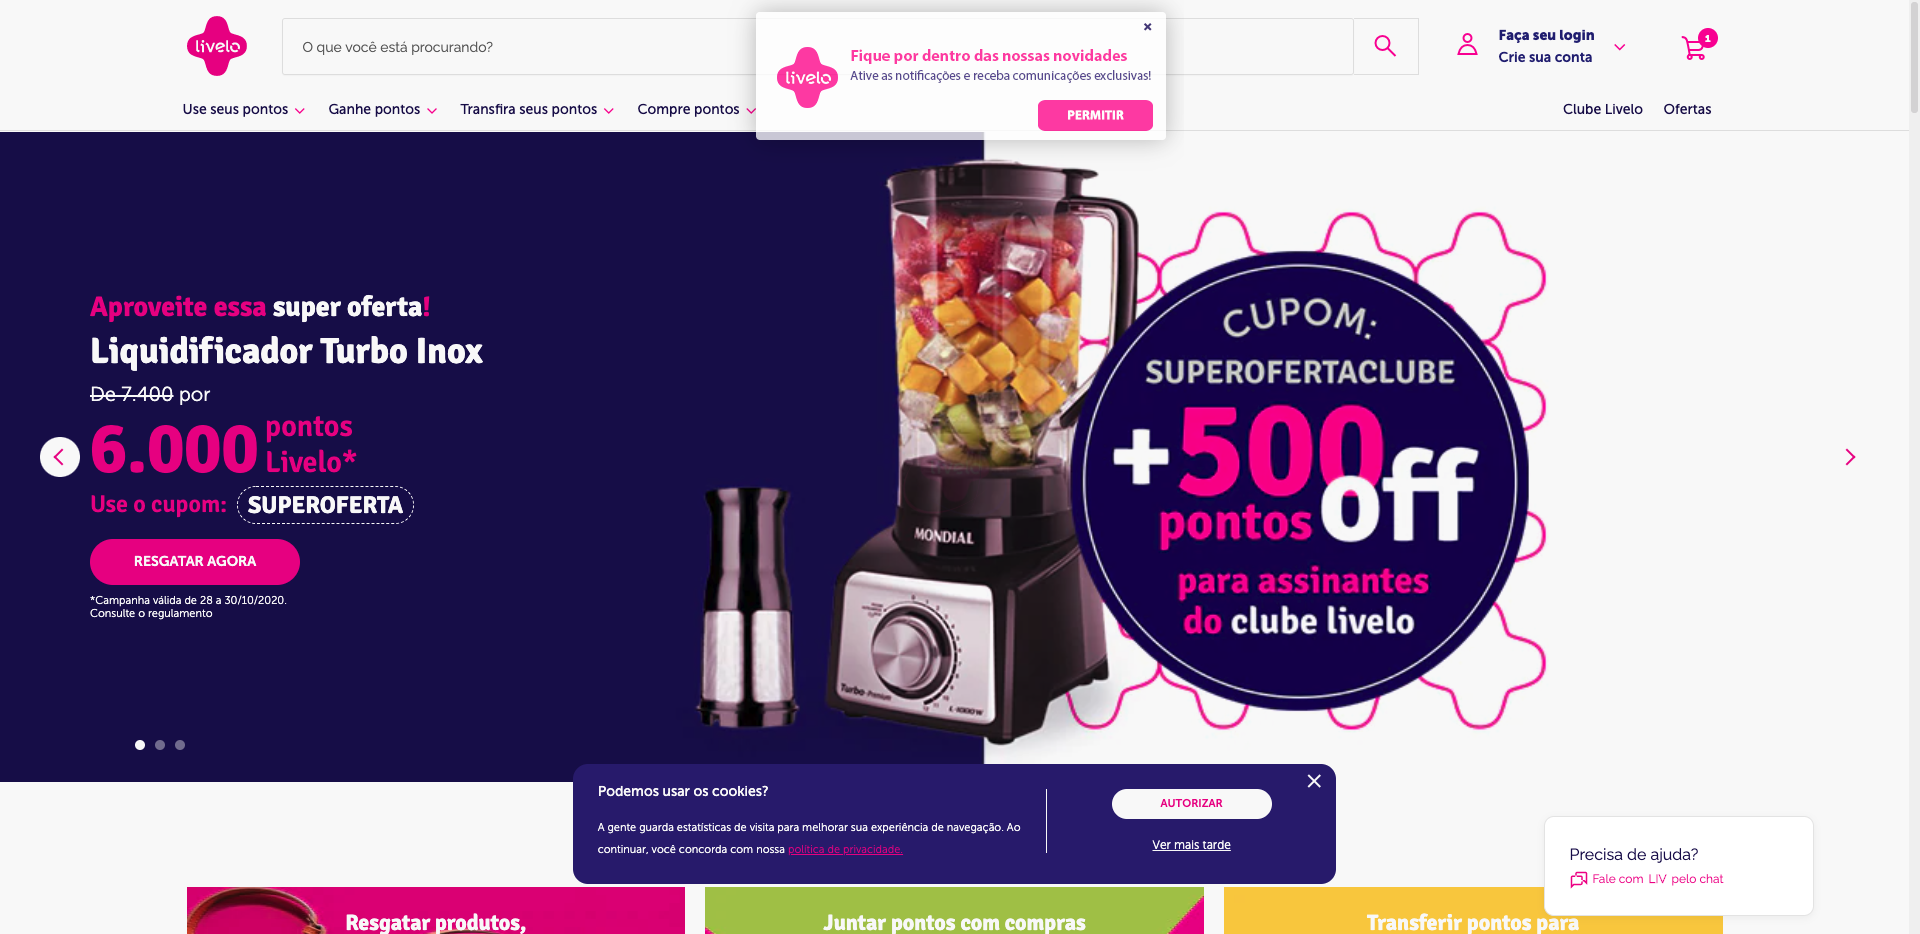 livelo
O que você está procurando?
Faça seu login
Crie sua conta
1
×
Fique por dentro das nossas novidades
livelo
Ative as notificações e receba comunicações exclusivas!
PERMITIR
Use seus pontos
Ganhe pontos
Transfira seus pontos
Compre pontos
Clube Livelo
Ofertas
Aproveite essa super oferta!
Liquidificador Turbo Inox
De 7.400 por
6.000 pontos
Livelo*
Use o cupom: SUPEROFERTA
RESGATAR AGORA
*Campanha válida de 28 a 30/10/2020.
Consulte o regulamento
MONDIAL
Turbo-Premium
L-1000 W
CUPOM:
SUPEROFERTACLUBE
+500
pontos off
para assinantes
do clube livelo
Podemos usar os cookies?
A gente guarda estatísticas de visita para melhorar sua experiência de navegação. Ao
continuar, você concorda com nossa política de privacidade.
AUTORIZAR
Ver mais tarde
Precisa de ajuda?
Fale com LIV pelo chat
Resgatar produtos,
Juntar pontos com compras
Transferir pontos para